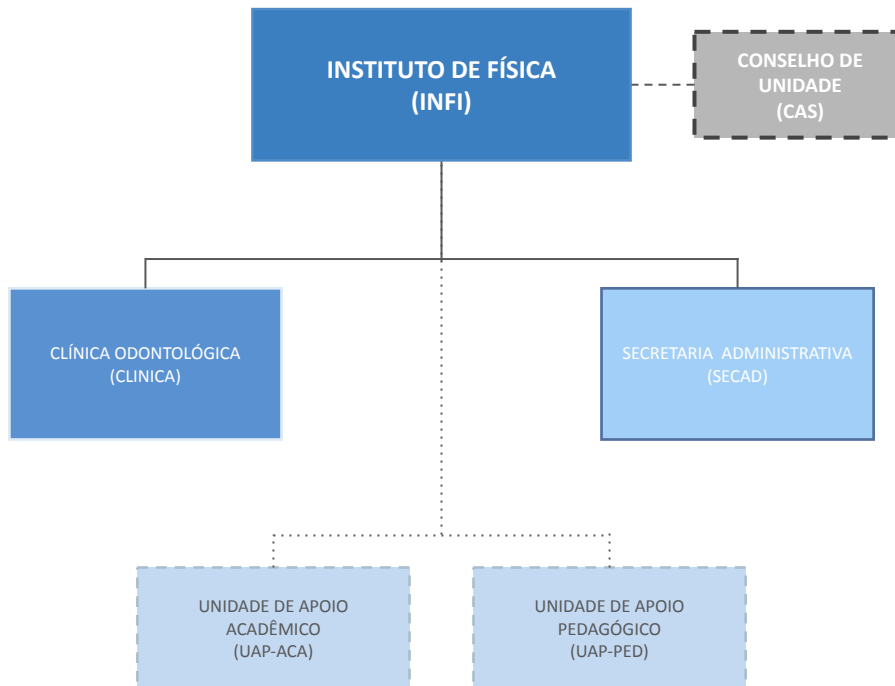 INSTITUTO DE FÍSICA
(INFI)
CONSELHO DE
UNIDADE
(CAS)
CLÍNICA ODONTOLÓGICA
(CLINICA)
SECRETARIA ADMINISTRATIVA
(SECAD)
UNIDADE DE APOIO
ACADÊMICO
(UAP-ACA)
UNIDADE DE APOIO
PEDAGÓGICO
(UAP-PED)